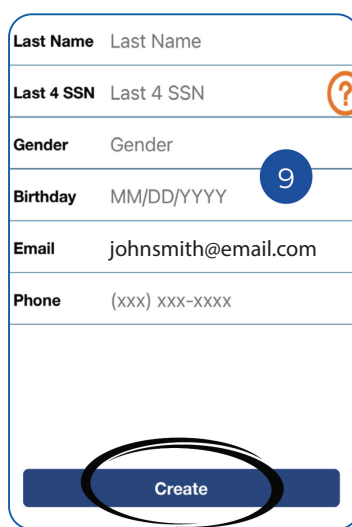 Last Name Last Name
Last 4 SSN Last 4 SSN ?
Gender Gender
9
Birthday MM/DD/YYYY
Email johnsmith@email.com
Phone (xxx) xxx-xxxx
Create